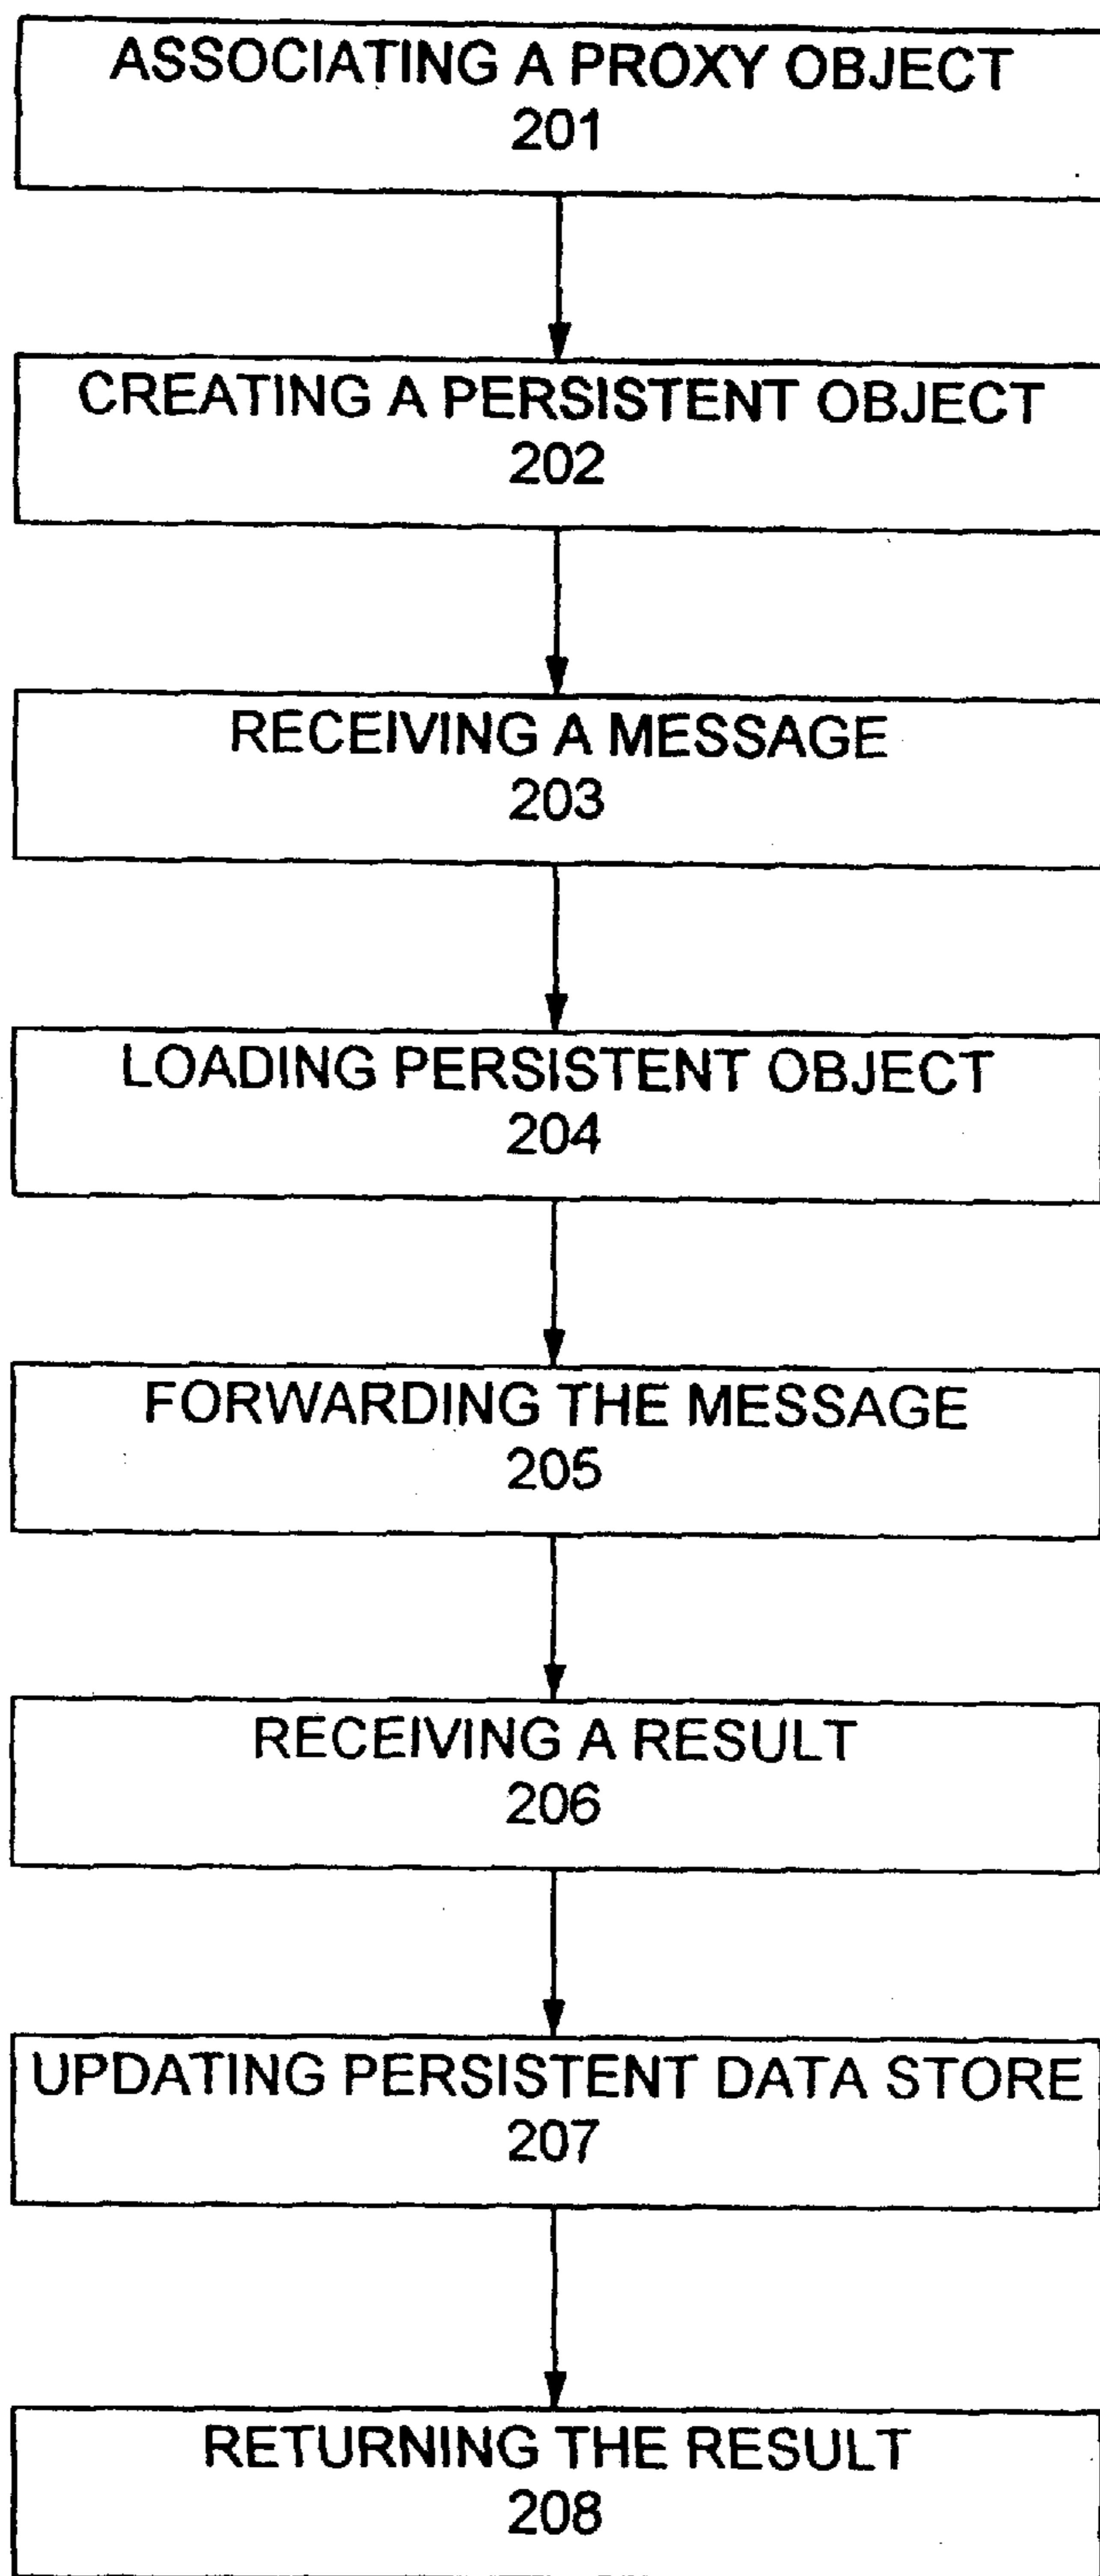 ASSOCIATING A PROXY OBJECT
201
CREATING A PERSISTENT OBJECT
202
RECEIVING A MESSAGE
203
LOADING PERSISTENT OBJECT
204
FORWARDING THE MESSAGE
205
RECEIVING A RESULT
206
UPDATING PERSISTENT DATA STORE
207
RETURNING THE RESULT
208